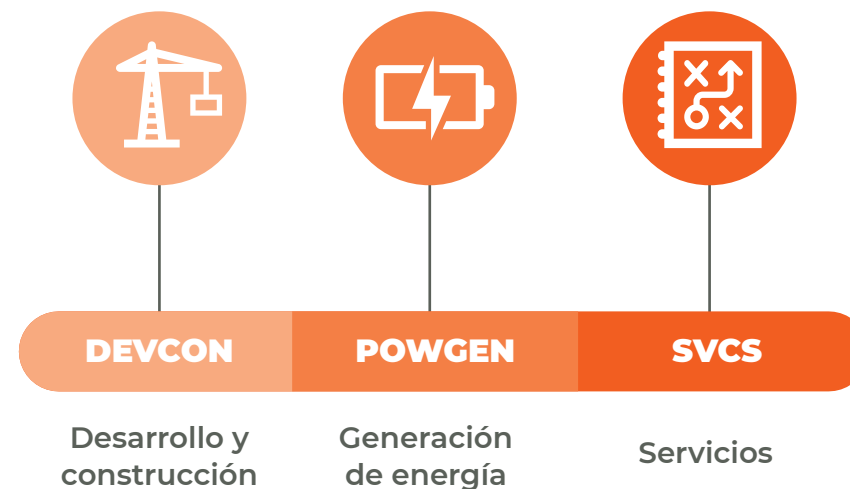 DEVCON
POWGEN
SVCS
Desarrollo y
construcción
Generación
de energía
Servicios